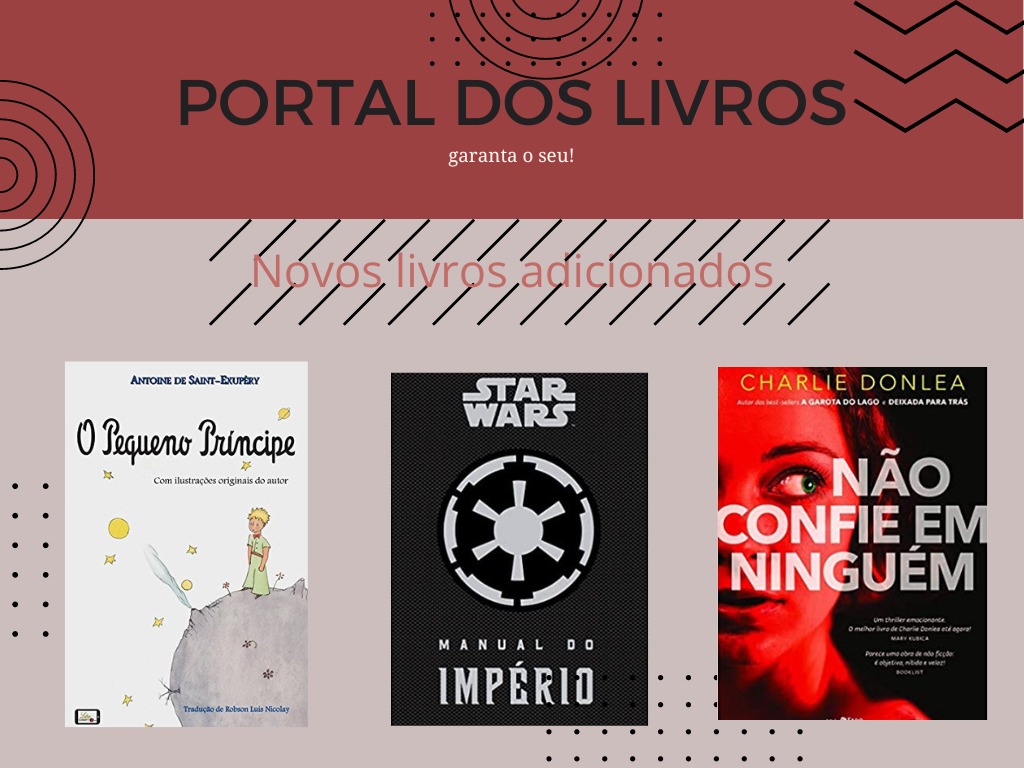 PORTAL DOS LIVROS
garanta o seu!
Novos livros adicionados
ANTOINE DE SAINT-EXUPÉRY
O Pequeno Príncipe
Com ilustrações originais do autor
Tradução de Robson Luis Nicolay
STAR
WARS
MANUAL DO
IMPÉRIO
CHARLIE DONLEA
Autor dos best-sellers A GAROTA DO LAGO e DEIXADA PARA TRÁS
NÃO
CONFIE EM
NINGUÉM
Um thriller emocionante.
O melhor livro de Charlie Donlea até agora!
MARY KUBICA
Parece uma obra de não ficção:
é objetiva, nítida e veloz!
BOOKLIST